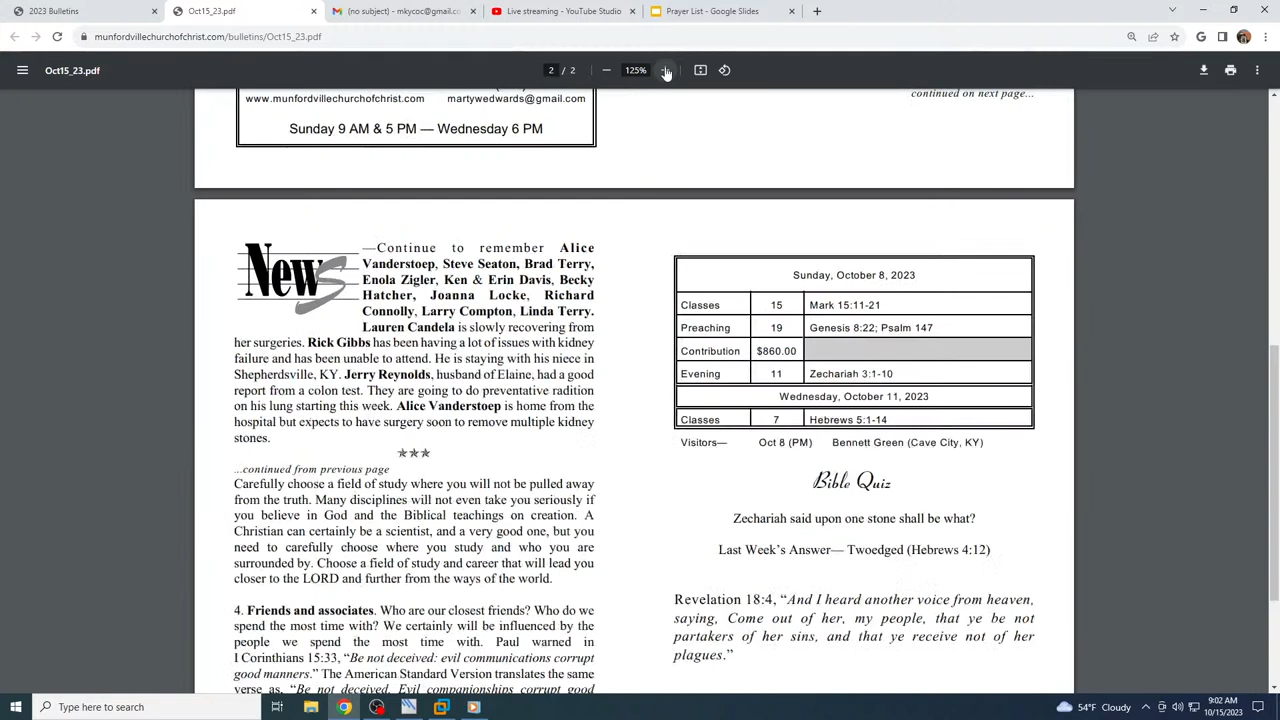 2023 Bulletins
Oct15_23.pdf
(no subject) - mkycoc@gmail.co
Live streaming - YouTube Studio
Prayer List - Google Slides
munfordvillechurchofchrist.com/bulletins/Oct15_23.pdf
Oct15_23.pdf
2 / 2
125%
www.munfordvillechurchofchrist.com martywedwards@gmail.com
Sunday 9 AM & 5 PM — Wednesday 6 PM
continued on next page...
News
—Continue to remember Alice
Vanderstoep, Steve Seaton, Brad Terry,
Enola Zigler, Ken & Erin Davis, Becky
Hatcher, Joanna Locke, Richard
Connolly, Larry Compton, Linda Terry.
Lauren Candela is slowly recovering from
her surgeries. Rick Gibbs has been having a lot of issues with kidney
failure and has been unable to attend. He is staying with his niece in
Shepherdsville, KY. Jerry Reynolds, husband of Elaine, had a good
report from a colon test. They are going to do preventative radition
on his lung starting this week. Alice Vanderstoep is home from the
hospital but expects to have surgery soon to remove multiple kidney
stones.
...continued from previous page
Carefully choose a field of study where you will not be pulled away
from the truth. Many disciplines will not even take you seriously if
you believe in God and the Biblical teachings on creation. A
Christian can certainly be a scientist, and a very good one, but you
need to carefully choose where you study and who you are
surrounded by. Choose a field of study and career that will lead you
closer to the LORD and further from the ways of the world.
4. Friends and associates. Who are our closest friends? Who do we
spend the most time with? We certainly will be influenced by the
people we spend the most time with. Paul warned in
I Corinthians 15:33, “Be not deceived: evil communications corrupt
good manners.” The American Standard Version translates the same
verse as, “Be not deceived. Evil companionships corrupt good
Sunday, October 8, 2023
Classes 15 Mark 15:11-21
Preaching 19 Genesis 8:22; Psalm 147
Contribution $860.00
Evening 11 Zechariah 3:1-10
Wednesday, October 11, 2023
Classes 7 Hebrews 5:1-14
Visitors— Oct 8 (PM) Bennett Green (Cave City, KY)
Bible Quiz
Zechariah said upon one stone shall be what?
Last Week's Answer— Twoedged (Hebrews 4:12)
Revelation 18:4, “And I heard another voice from heaven,
saying, Come out of her, my people, that ye be not
partakers of her sins, and that ye receive not of her
plagues.”
Type here to search
54°F Cloudy
9:02 AM
10/15/2023